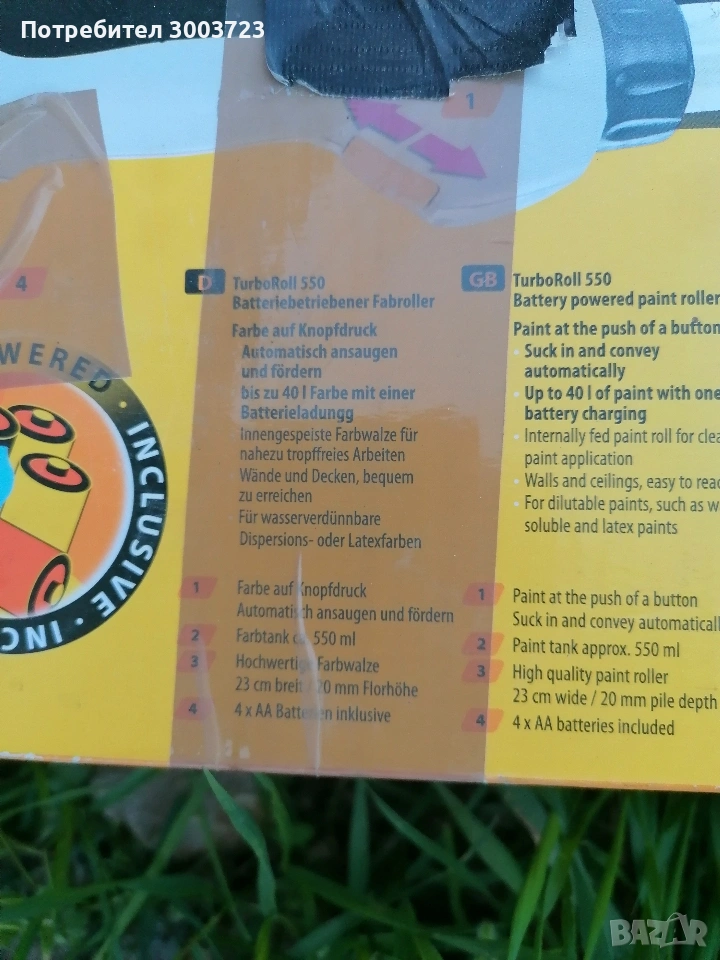 Потребител 3003723
1
4
WERED · INCLUSIVE · INC
D TurboRoll 550
Batteriebetriebener Fabroller
Farbe auf Knopfdruck
Automatisch ansaugen
und fördern
bis zu 40 l Farbe mit einer
Batterieladungg
Innengespeiste Farbwalze für
nahezu tropffreies Arbeiten
Wände und Decken, bequem
zu erreichen
Für wasserverdünnbare
Dispersions- oder Latexfarben
1 Farbe auf Knopfdruck
Automatisch ansaugen und fördern
2 Farbtank ca. 550 ml
3 Hochwertige Farbwalze
23 cm breit / 20 mm Florhöhe
4 4 x AA Batterien inklusive
GB TurboRoll 550
Battery powered paint roller
Paint at the push of a button
· Suck in and convey
automatically
· Up to 40 l of paint with one
battery charging
· Internally fed paint roll for clea
paint application
· Walls and ceilings, easy to reac
· For dilutable paints, such as wa
soluble and latex paints
1 Paint at the push of a button
Suck in and convey automaticall
2 Paint tank approx. 550 ml
3 High quality paint roller
23 cm wide / 20 mm pile depth
4 4 x AA batteries included
BAZAR